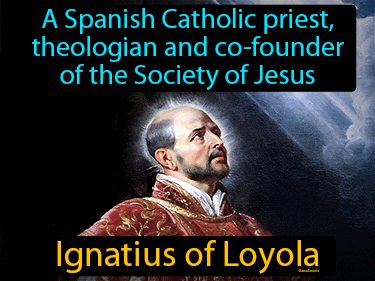 A Spanish Catholic priest,
theologian and co-founder
of the Society of Jesus
Ignatius of Loyola